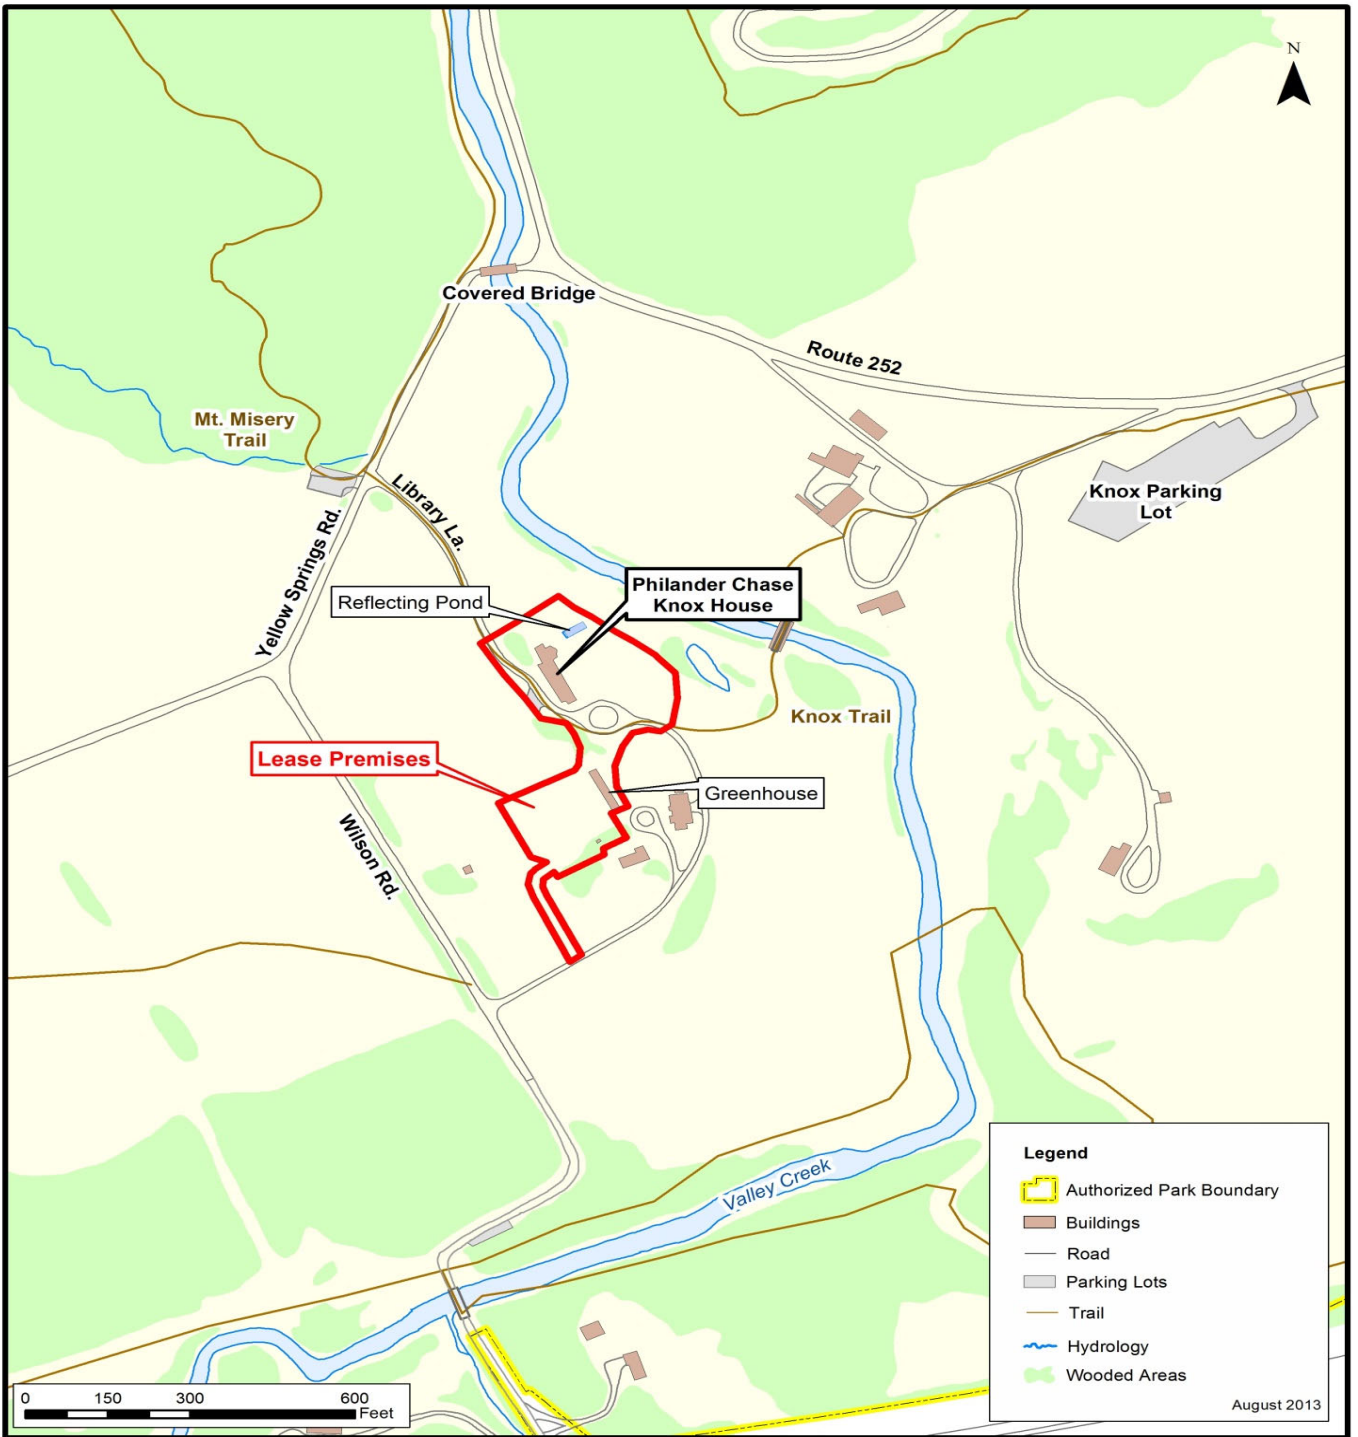 N
Covered Bridge
Route 252
Mt. Misery
Trail
Library La.
Knox Parking
Lot
Yellow Springs Rd.
Reflecting Pond
Philander Chase
Knox House
Knox Trail
Lease Premises
Greenhouse
Wilson Rd.
Valley Creek
Legend
Authorized Park Boundary
Buildings
Road
Parking Lots
Trail
Hydrology
Wooded Areas
August 2013
0 150 300 600
Feet